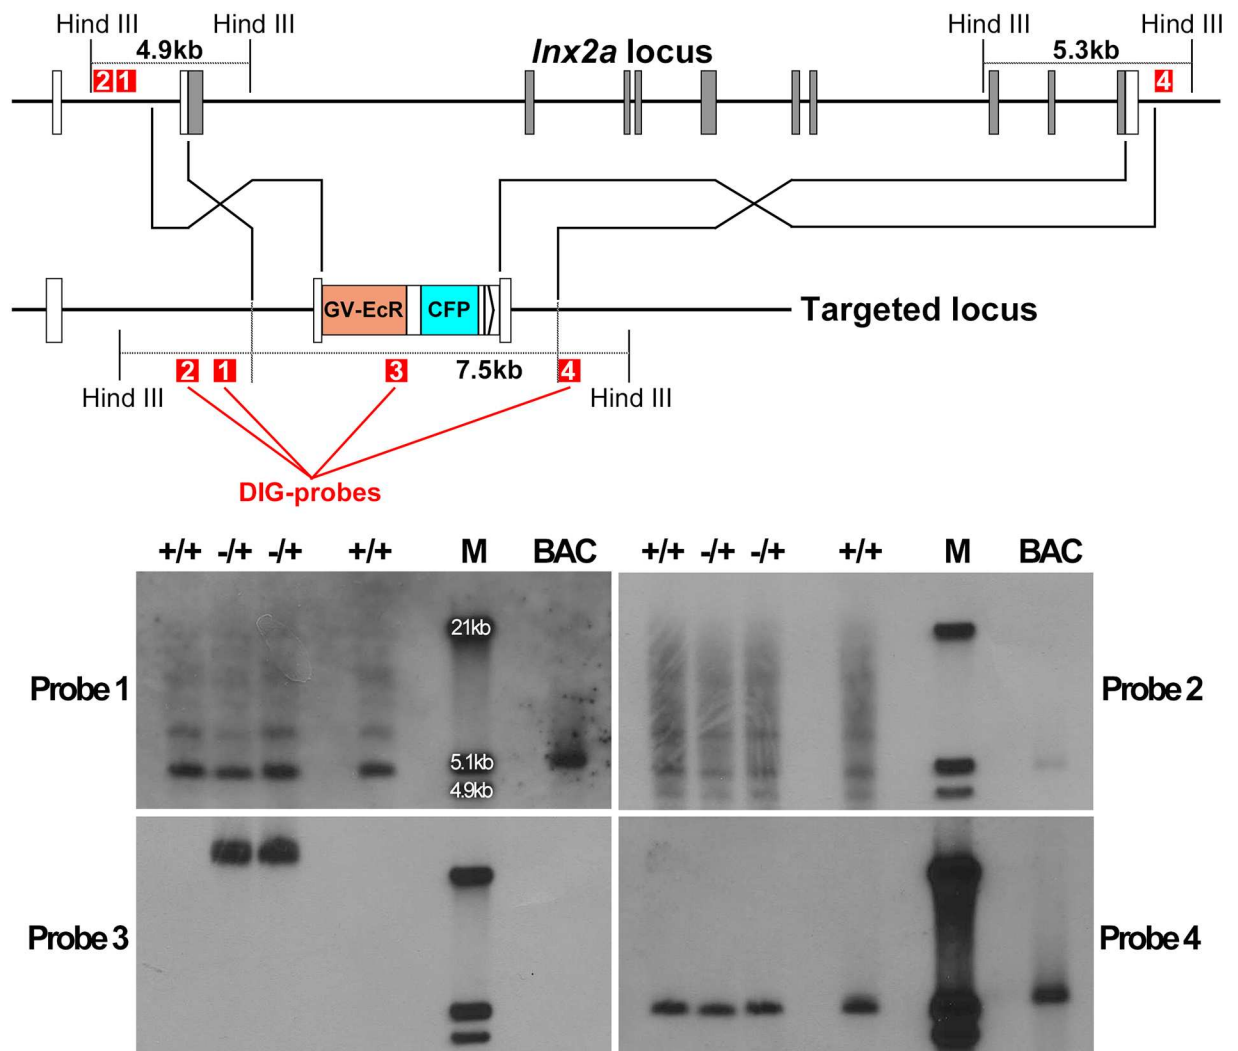 Hind III Hind III Hind III Hind III
4.9kb lnx2a locus 5.3kb
2 1 4
GV-EcR CFP Targeted locus
2 1 3 7.5kb 4
Hind III Hind III
DIG-probes
+/+ -/+ -/+ +/+ M BAC +/+ -/+ -/+ +/+ M BAC
21kb
Probe 1 Probe 2
5.1kb
4.9kb
Probe 3 Probe 4